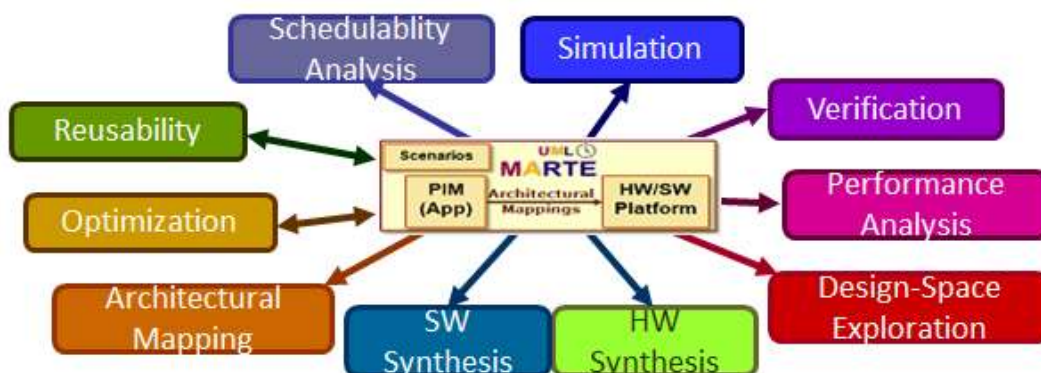 Schedulablity
Analysis
Simulation
Verification
Reusability
Scenarios
UML
MARTE
PIM
(App)
Architectural
Mappings
HW/SW
Platform
Performance
Analysis
Optimization
Architectural
Mapping
SW
Synthesis
HW
Synthesis
Design-Space
Exploration